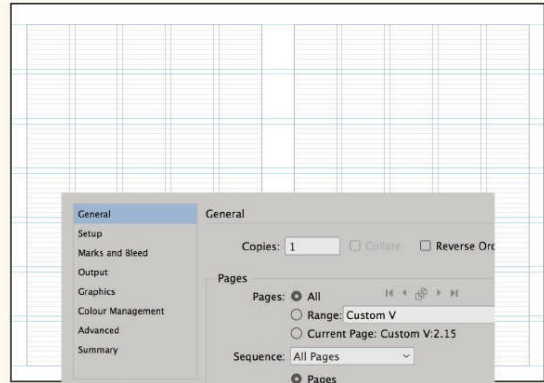 General
Setup
Marks and Bleed
Output
Graphics
Colour Management
Advanced
Summary
General
Copies: 1 Collate Reverse Orc
Pages
Pages: All
Range: Custom V
Current Page: Custom V:2.15
Sequence: All Pages
Pages